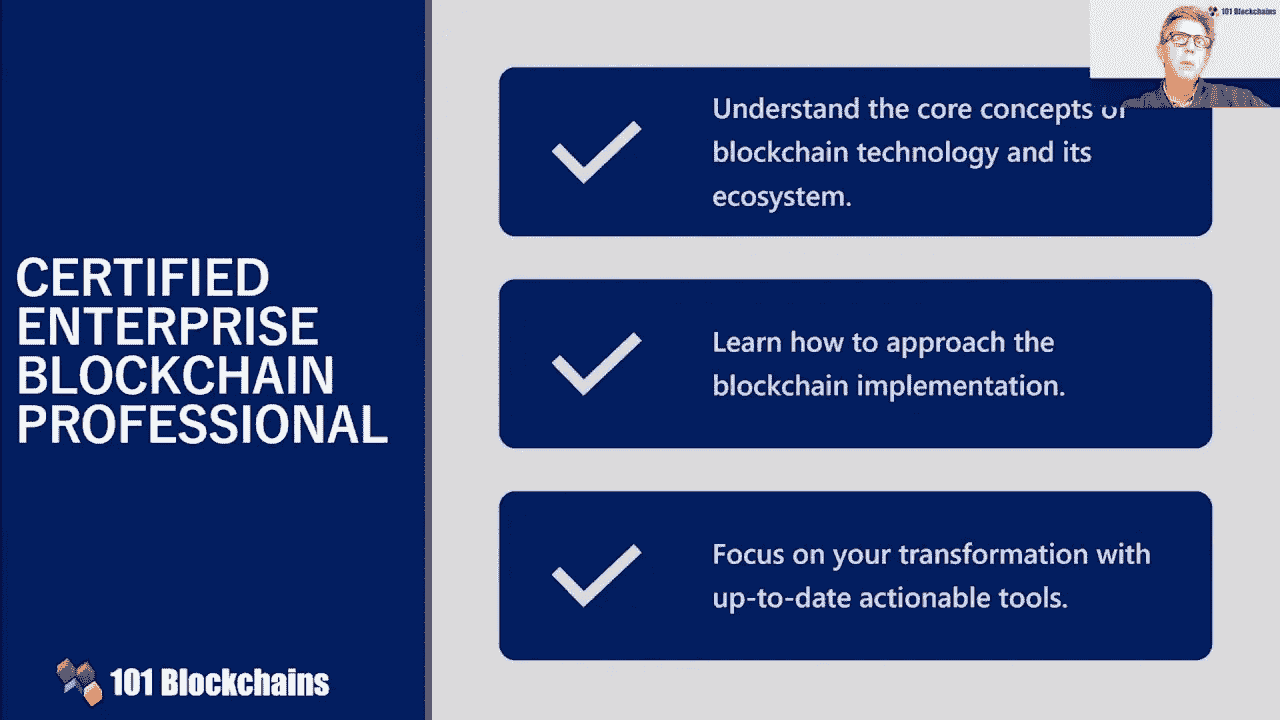 101 Blockchains
CERTIFIED
ENTERPRISE
BLOCKCHAIN
PROFESSIONAL
Understand the core concepts of
blockchain technology and its
ecosystem.
Learn how to approach the
blockchain implementation.
Focus on your transformation with
up-to-date actionable tools.
101 Blockchains